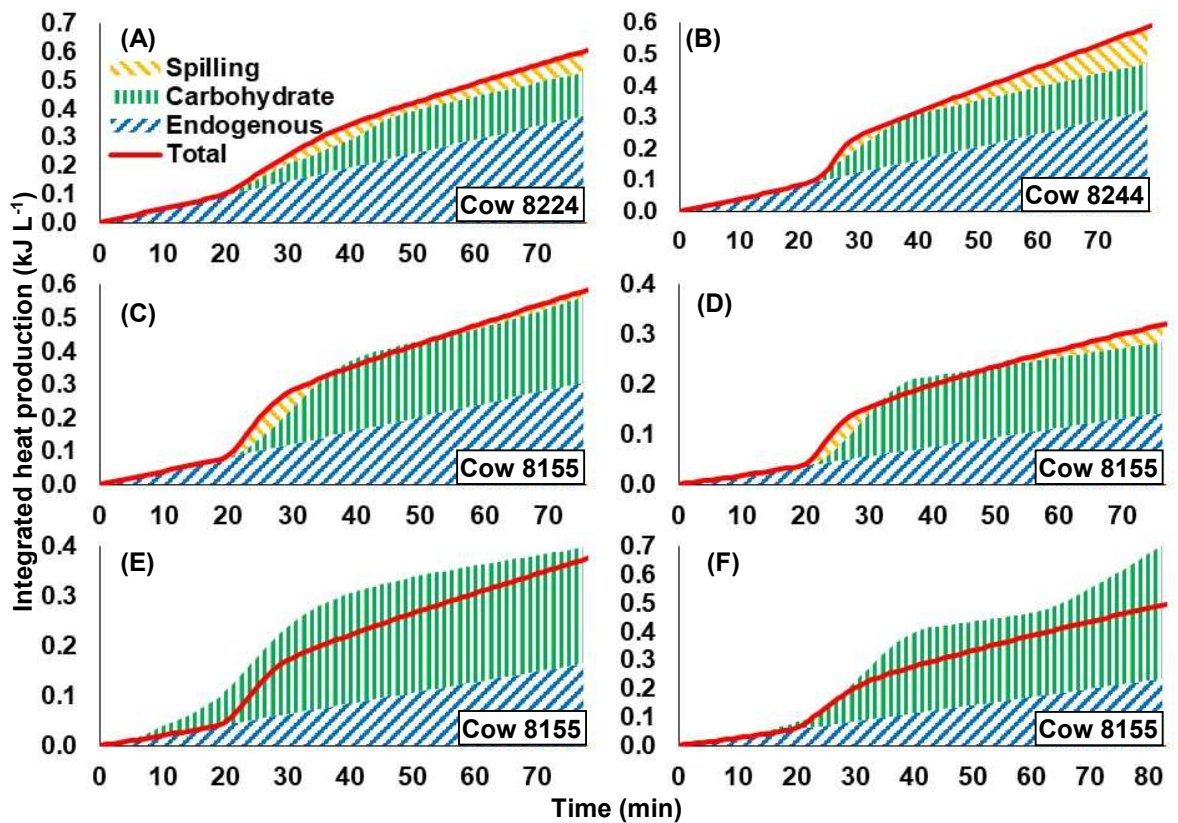 Integrated heat production (kJ L-1)
(A)
Spilling
Carbohydrate
Endogenous
Total
0.7
0.6
0.5
0.4
0.3
0.2
0.1
0.0
Cow 8224
0 10 20 30 40 50 60 70
(B)
0.6
0.5
0.4
0.3
0.2
0.1
0.0
Cow 8244
0 10 20 30 40 50 60 70
(C)
0.6
0.5
0.4
0.3
0.2
0.1
0.0
Cow 8155
0 10 20 30 40 50 60 70
(D)
0.4
0.3
0.2
0.1
0.0
Cow 8155
0 10 20 30 40 50 60 70
(E)
0.4
0.3
0.2
0.1
0.0
Cow 8155
0 10 20 30 40 50 60 70
(F)
0.7
0.6
0.5
0.4
0.3
0.2
0.1
0.0
Cow 8155
0 10 20 30 40 50 60 70 80
Time (min)